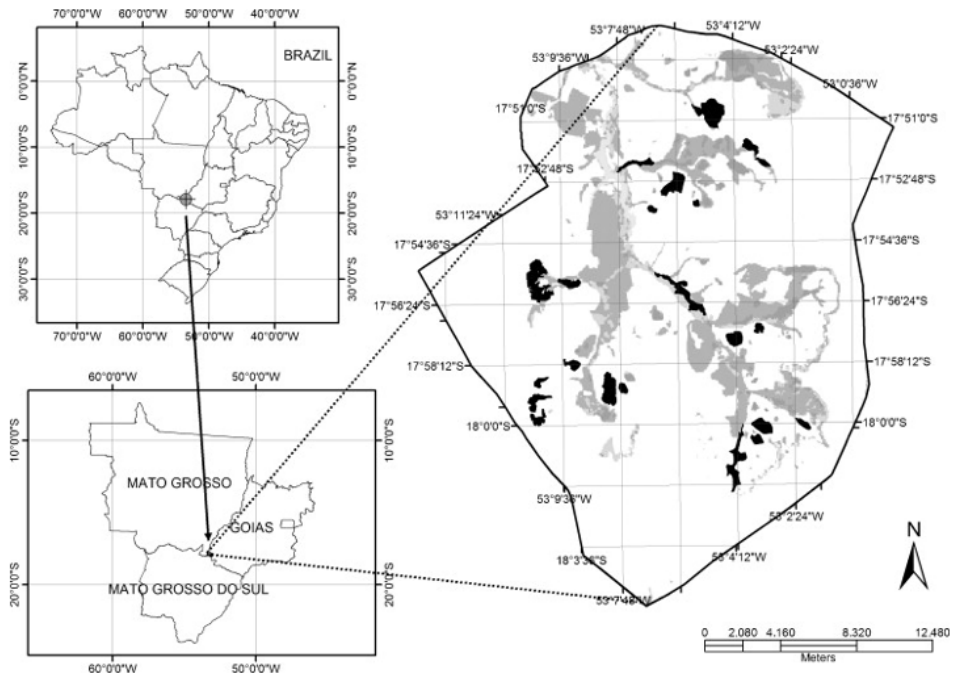 70°0'0"W 60°0'0"W 50°0'0"W 40°0'0"W
BRAZIL
0°0'0"N
0°0'0"N
10°0'0"S
10°0'0"S
20°0'0"S
20°0'0"S
30°0'0"S
30°0'0"S
70°0'0"W 60°0'0"W 50°0'0"W 40°0'0"W
60°0'0"W 50°0'0"W
10°0'0"S
10°0'0"S
MATO GROSSO
GOIAS
MATO GROSSO DO SUL
20°0'0"S
20°0'0"S
60°0'0"W 50°0'0"W
53°7'48"W
53°4'12"W
53°9'36"W
53°2'24"W
53°0'36"W
17°51'0"S
17°51'0"S
17°52'48"S
17°52'48"S
53°11'24"W
17°54'36"S
17°54'36"S
17°56'24"S
17°56'24"S
17°58'12"S
17°58'12"S
18°0'0"S
18°0'0"S
53°9'36"W
53°2'24"W
53°4'12"W
18°3'36"S
53°7'48"W
N
0 2.080 4.160 8.320 12.480
Meters